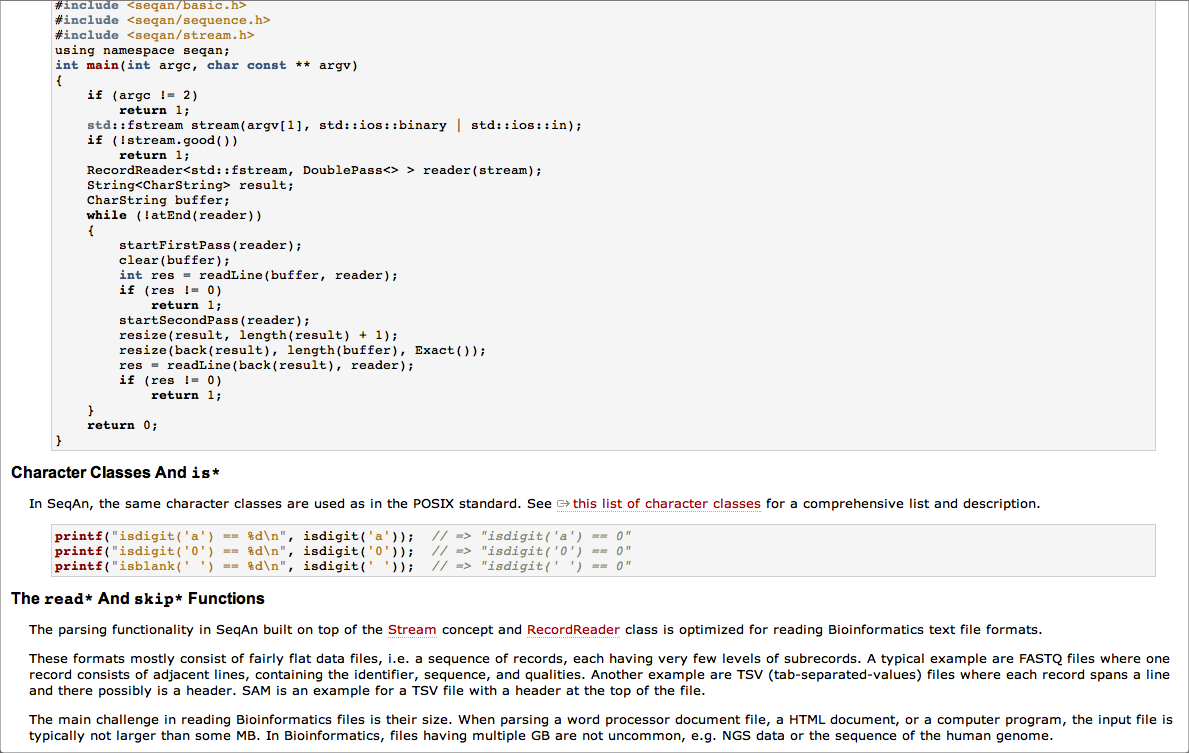 #include <seqan/basic.h>
#include <seqan/sequence.h>
#include <seqan/stream.h>
using namespace seqan;
int main(int argc, char const ** argv)
{
    if (argc != 2)
        return 1;
    std::fstream stream(argv[1], std::ios::binary | std::ios::in);
    if (!stream.good())
        return 1;
    RecordReader<std::fstream, DoublePass<> > reader(stream);
    String<CharString> result;
    CharString buffer;
    while (!atEnd(reader))
    {
        startFirstPass(reader);
        clear(buffer);
        int res = readLine(buffer, reader);
        if (res != 0)
            return 1;
        startSecondPass(reader);
        resize(result, length(result) + 1);
        resize(back(result), length(buffer), Exact());
        res = readLine(back(result), reader);
        if (res != 0)
            return 1;
    }
    return 0;
}
Character Classes And is*
In SeqAn, the same character classes are used as in the POSIX standard. See this list of character classes for a comprehensive list and description.
printf("isdigit('a') == %d\n", isdigit('a'));  // => "isdigit('a') == 0"
printf("isdigit('0') == %d\n", isdigit('0'));  // => "isdigit('0') == 0"
printf("isblank(' ') == %d\n", isdigit(' '));  // => "isdigit(' ') == 0"
The read* And skip* Functions
The parsing functionality in SeqAn built on top of the Stream concept and RecordReader class is optimized for reading Bioinformatics text file formats.
These formats mostly consist of fairly flat data files, i.e. a sequence of records, each having very few levels of subrecords. A typical example are FASTQ files where one
record consists of adjacent lines, containing the identifier, sequence, and qualities. Another example are TSV (tab-separated-values) files where each record spans a line
and there possibly is a header. SAM is an example for a TSV file with a header at the top of the file.
The main challenge in reading Bioinformatics files is their size. When parsing a word processor document file, a HTML document, or a computer program, the input file is
typically not larger than some MB. In Bioinformatics, files having multiple GB are not uncommon, e.g. NGS data or the sequence of the human genome.